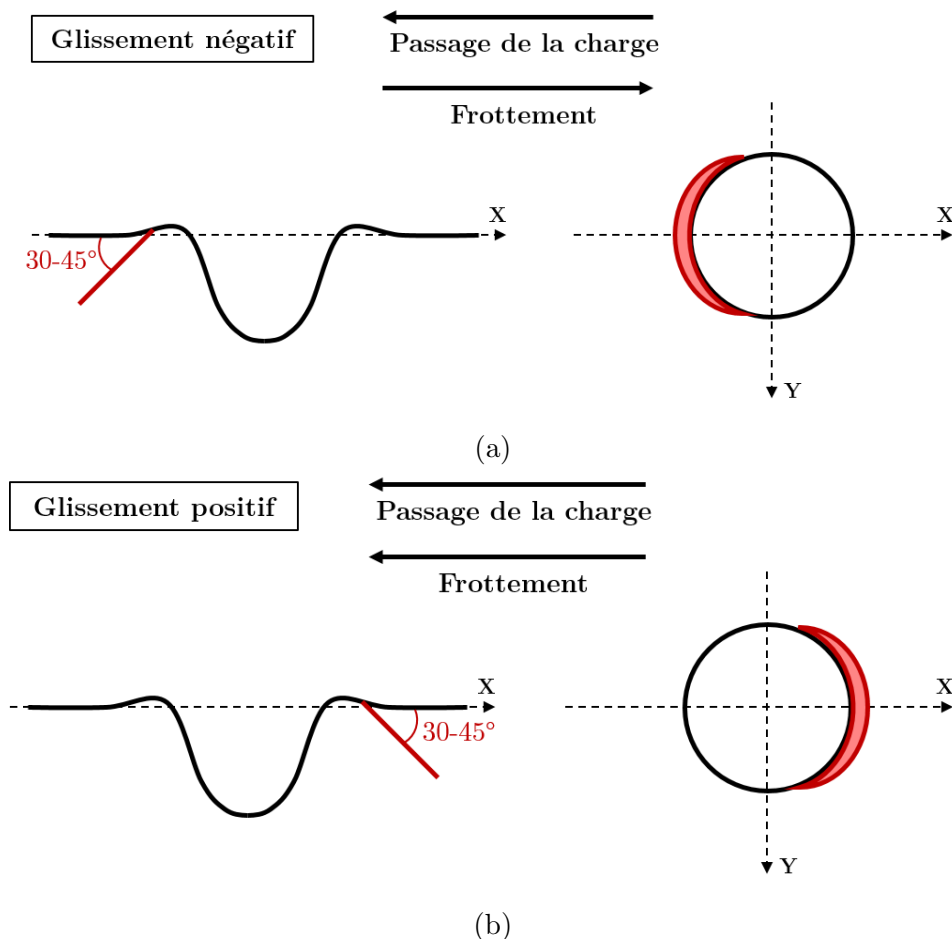 Glissement négatif
Passage de la charge
Frottement
X
X
30-45°
Y
(a)
Glissement positif
Passage de la charge
Frottement
X
X
30-45°
Y
(b)